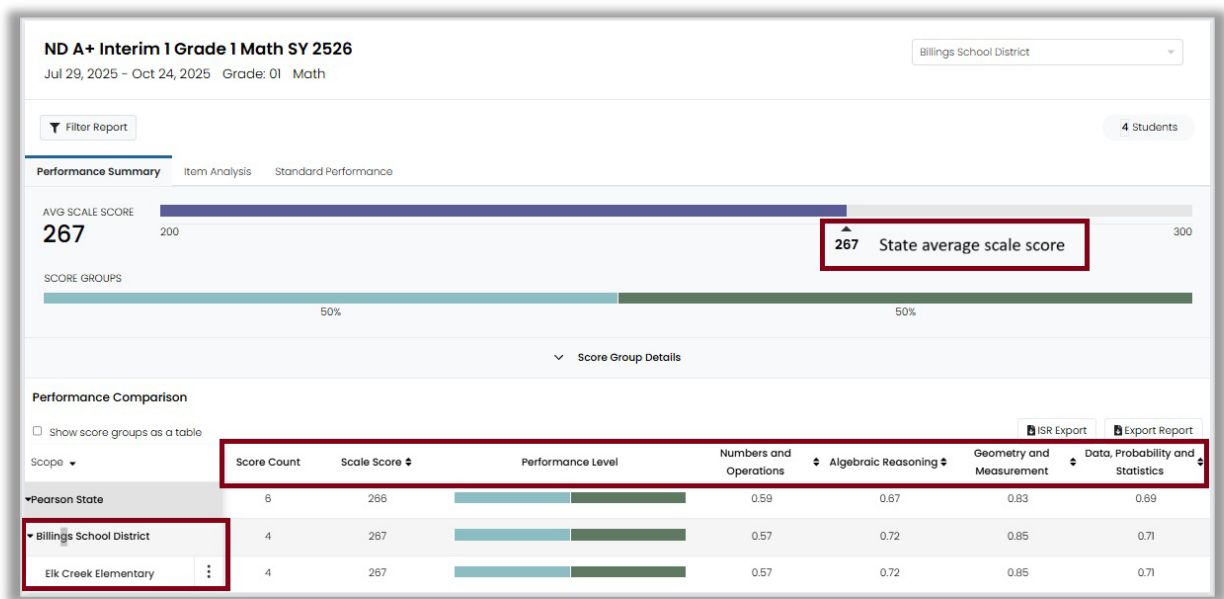 ND A+ Interim 1 Grade 1 Math SY 2526
Billings School District
Jul 29, 2025 - Oct 24, 2025 Grade: 01 Math
Filter Report
4 Students
Performance Summary Item Analysis Standard Performance
AVG SCALE SCORE
267
200
267 State average scale score
300
SCORE GROUPS
50% 50%
Score Group Details
Performance Comparison
Show score groups as a table
ISR Export Export Report
Scope Score Count Scale Score Performance Level Numbers and Operations Algebraic Reasoning Geometry and Measurement Data, Probability and Statistics
Pearson State 6 266 0.59 0.67 0.83 0.69
Billings School District 4 267 0.57 0.72 0.85 0.71
Elk Creek Elementary 4 267 0.57 0.72 0.85 0.71